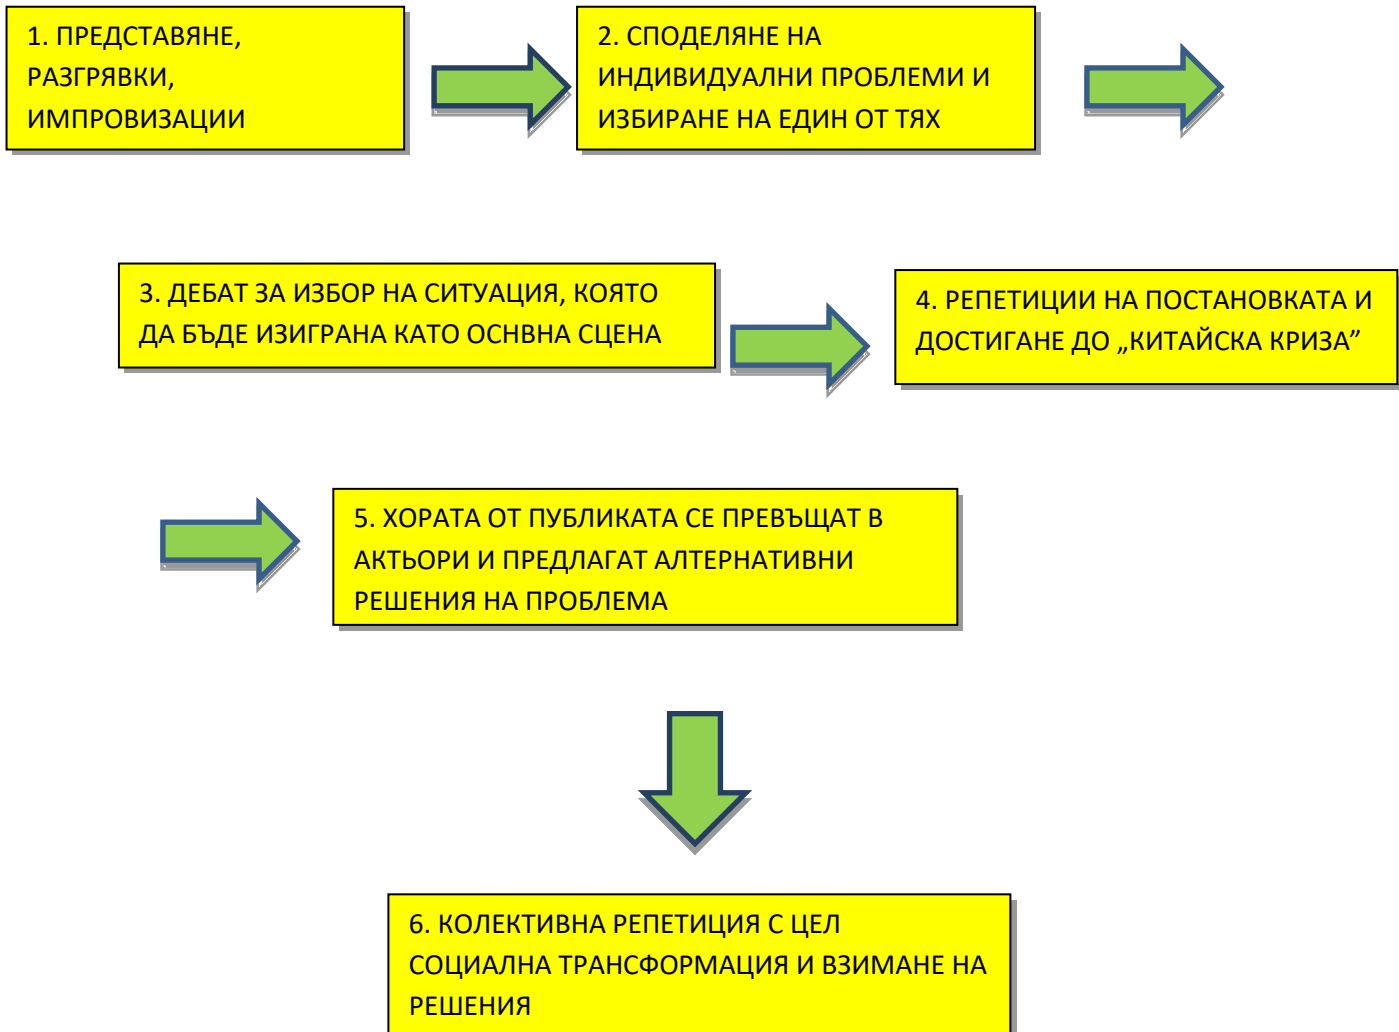 1. ПРЕДСТАВЯНЕ,
РАЗГРЯВКИ,
ИМПРОВИЗАЦИИ
2. СПОДЕЛЯНЕ НА
ИНДИВИДУАЛНИ ПРОБЛЕМИ И
ИЗБИРАНЕ НА ЕДИН ОТ ТЯХ
3. ДЕБАТ ЗА ИЗБОР НА СИТУАЦИЯ, КОЯТО
ДА БЪДЕ ИЗИГРАНА КАТО ОСНВНА СЦЕНА
4. РЕПЕТИЦИИ НА ПОСТАНОВКАТА И
ДОСТИГАНЕ ДО „КИТАЙСКА КРИЗА”
5. ХОРАТА ОТ ПУБЛИКАТА СЕ ПРЕВЪЩАТ В
АКТЬОРИ И ПРЕДЛАГАТ АЛТЕРНАТИВНИ
РЕШЕНИЯ НА ПРОБЛЕМА
6. КОЛЕКТИВНА РЕПЕТИЦИЯ С ЦЕЛ
СОЦИАЛНА ТРАНСФОРМАЦИЯ И ВЗИМАНЕ НА
РЕШЕНИЯ